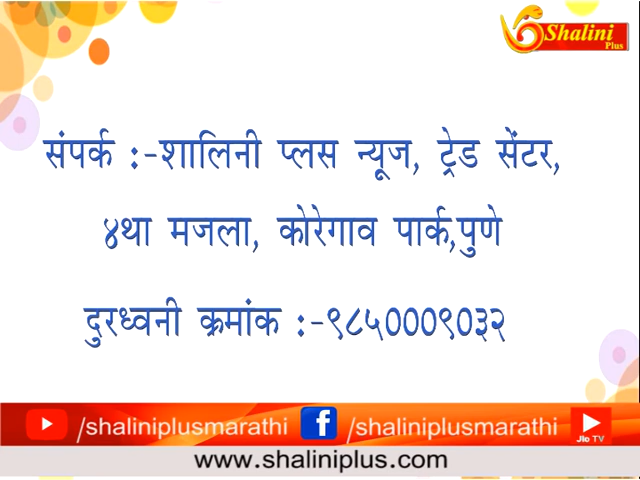 Shalini
Plus
संपर्क :-शालिनी प्लस न्यूज, ट्रेड सेंटर,
४था मजला, कोरेगाव पार्क,पुणे
दुरध्वनी क्रमांक :-९८५०००९०३२
/shaliniplusmarathi /shaliniplusmarathi
Jio TV
www.shaliniplus.com